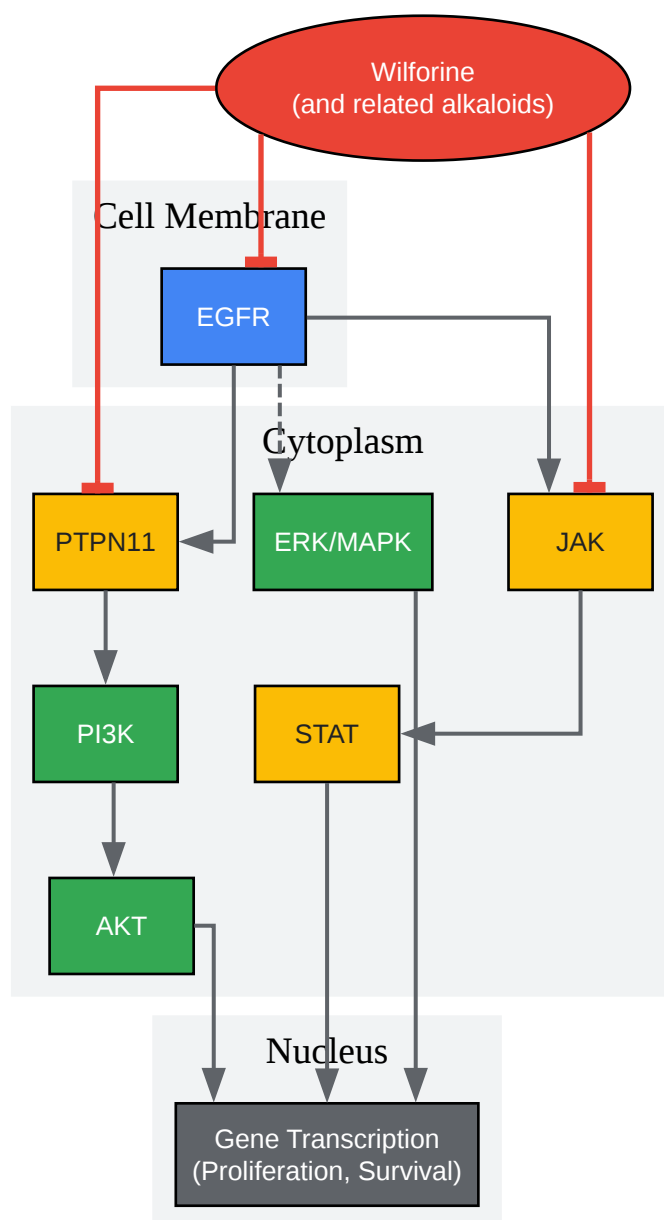 Wilforine
(and related alkaloids)
Cell Membrane
EGFR
Cytoplasm
PTPN11
ERK/MAPK
JAK
PI3K
STAT
AKT
Nucleus
Gene Transcription
(Proliferation, Survival)